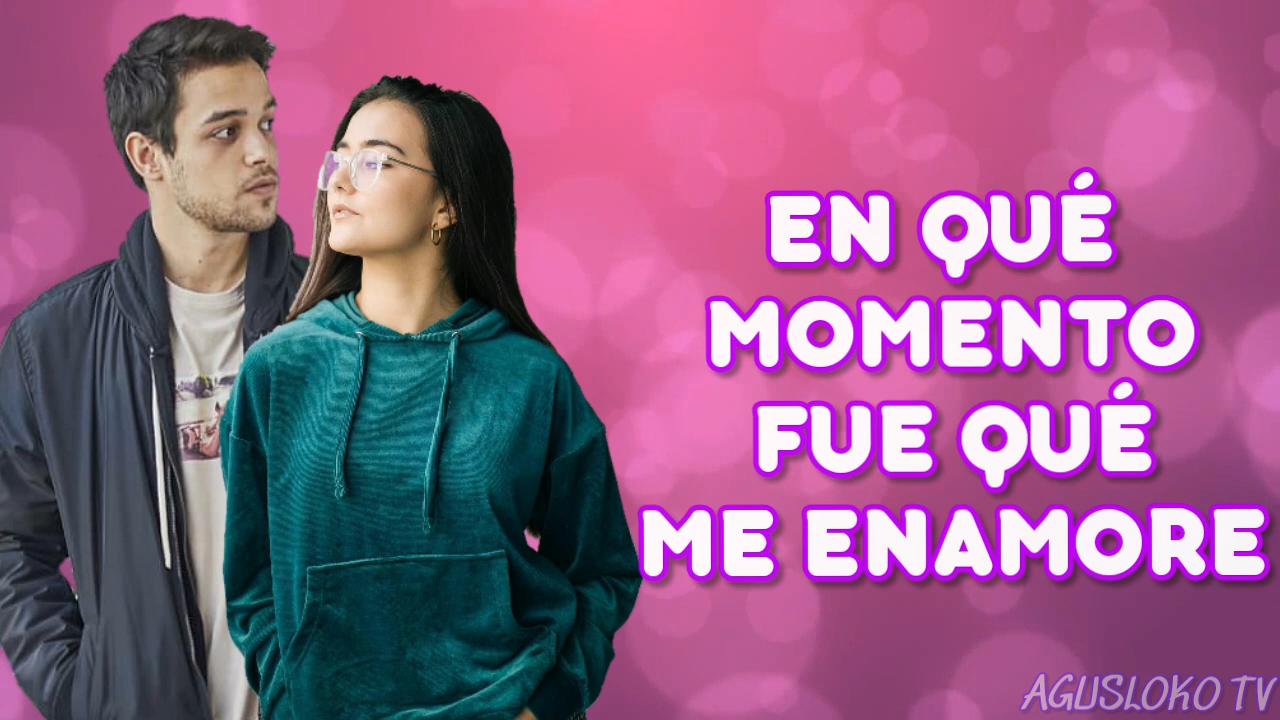 EN QUÉ
MOMENTO
FUE QUÉ
ME ENAMORE
AGUSLOKO TV